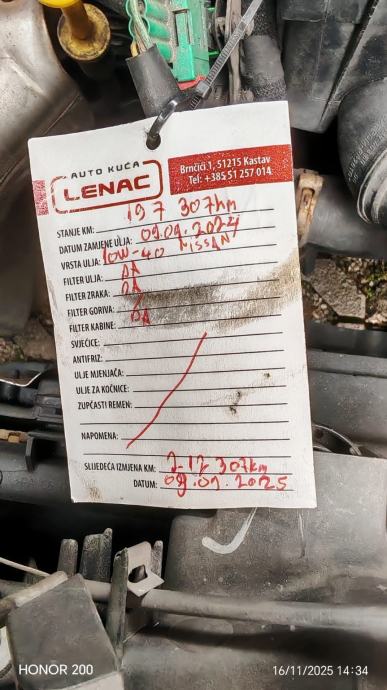 AUTO KUĆA
LENAC
Brnčići 1, 51215 Kastav
Tel: +385 51 257 014
STANJE KM: 197 307km
DATUM ZAMJENE ULJA: 09.09.2024
VRSTA ULJA: 10W-40 NISSAN
FILTER ULJA: DA
FILTER ZRAKA: DA
FILTER GORIVA: /
FILTER KABINE: DA
SVJEĆICE:
ANTIFRIZ:
ULJE MJENJAČA:
ULJE ZA KOČNICE:
ZUPČASTI REMEN:
NAPOMENA:
SLIJEDEĆA IZMJENA KM: 212 307km
DATUM: 09.09.2025
HONOR 200
16/11/2025 14:34